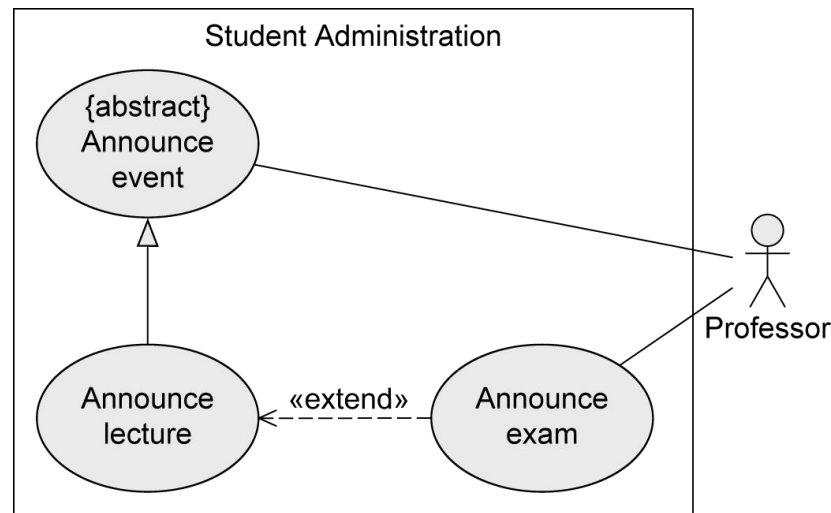 Student Administration
{abstract}
Announce
event
Professor
Announce
lecture
«extend»
Announce
exam